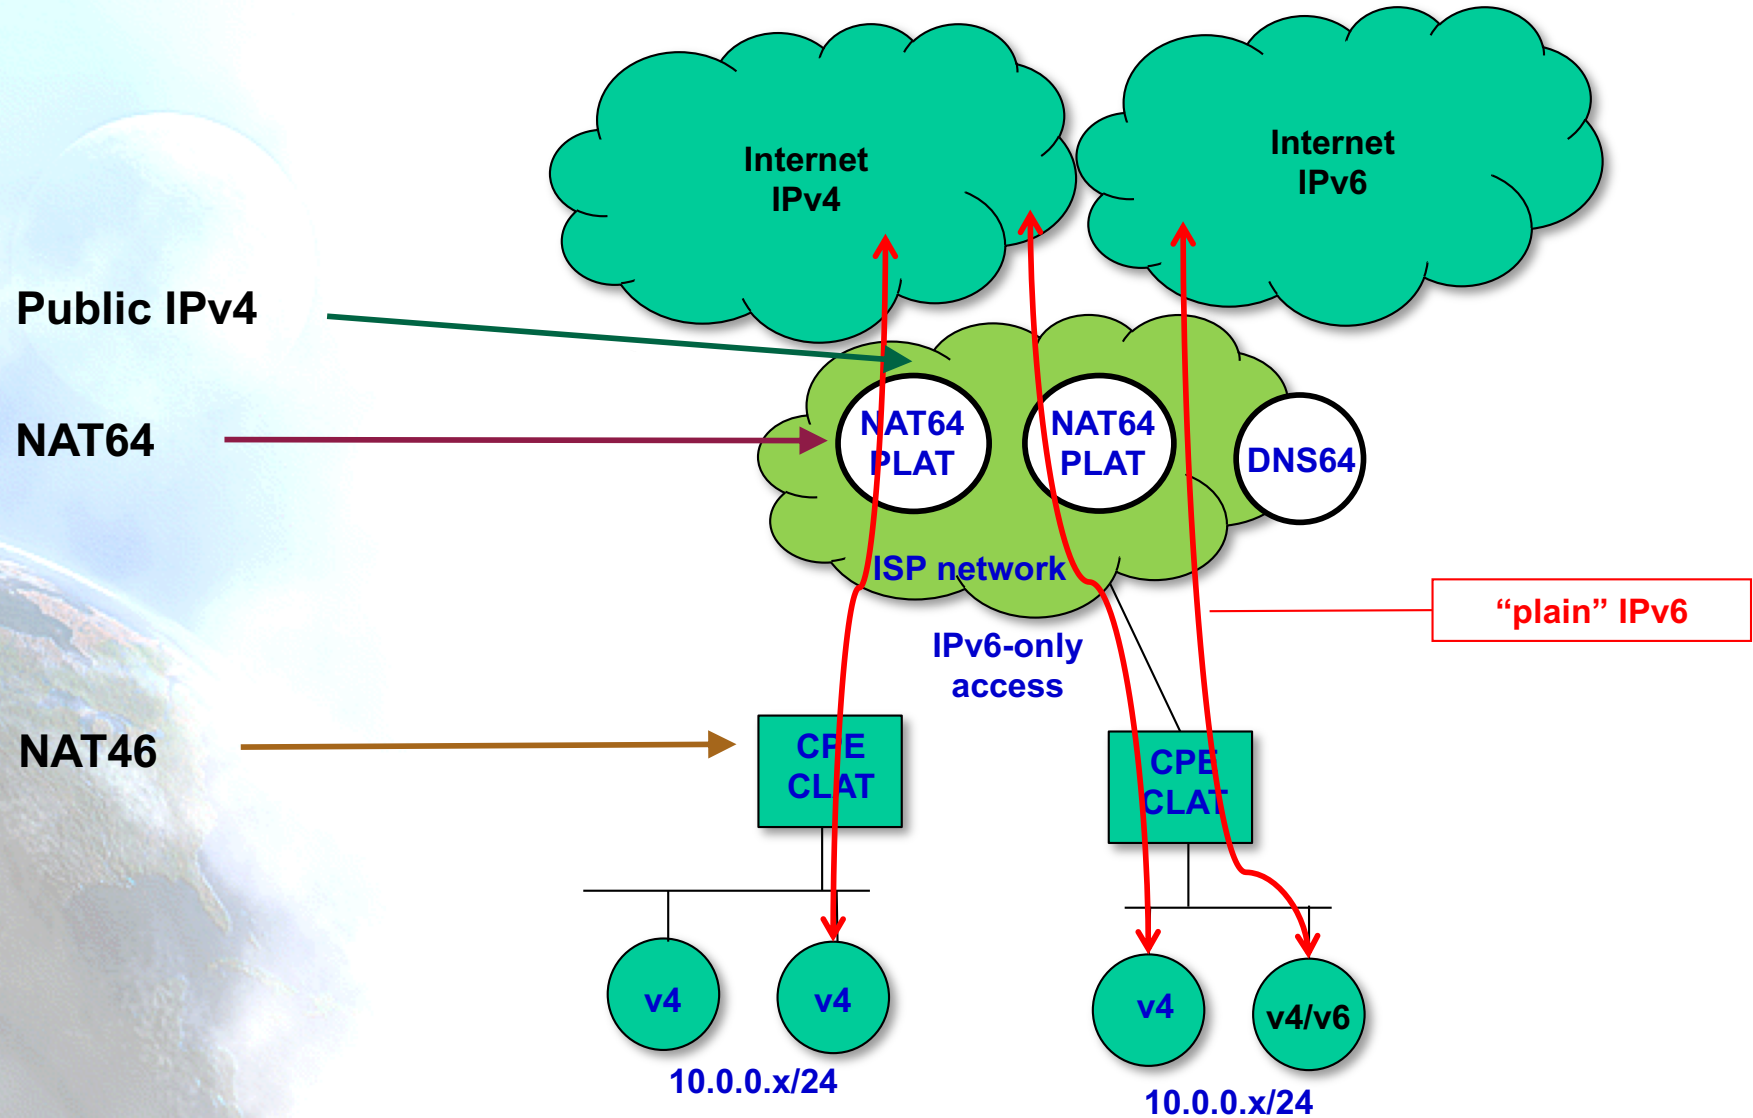 Internet
IPv4
Internet
IPv6
Public IPv4
NAT64
NAT64
PLAT
NAT64
PLAT
DNS64
ISP network
“plain” IPv6
IPv6-only
access
NAT46
CPE
CLAT
CPE
CLAT
v4
v4
v4
v4/v6
10.0.0.x/24
10.0.0.x/24